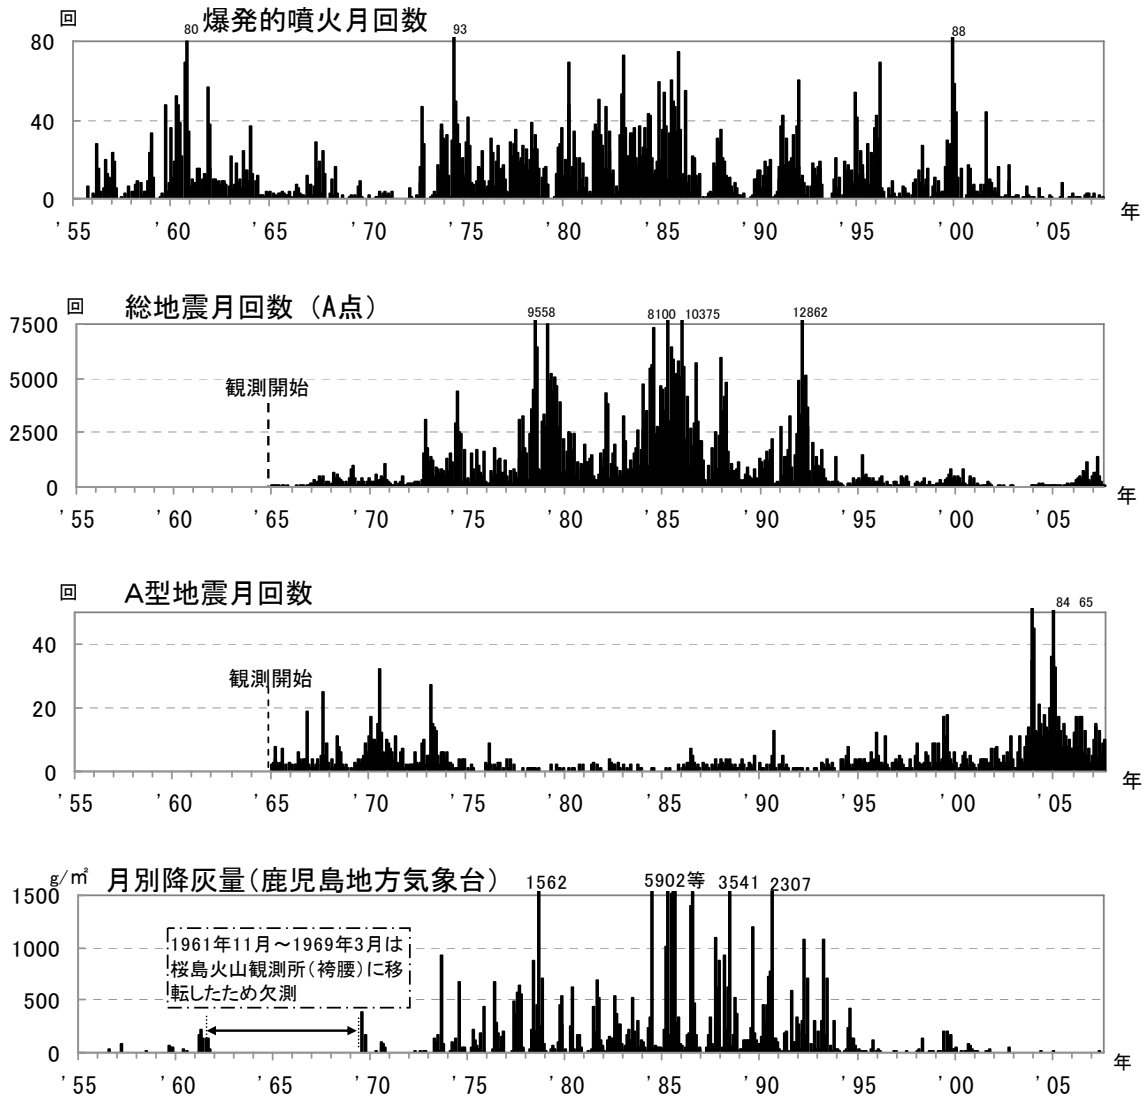 回 爆発的噴火月回数
80 93 88
80
40
0
'55 '60 '65 '70 '75 '80 '85 '90 '95 '00 '05 年
回 総地震月回数 (A点)
9558 8100 10375 12862
7500
5000
観測開始
2500
0
'55 '60 '65 '70 '75 '80 '85 '90 '95 '00 '05 年
回 A型地震月回数
84 65
40
観測開始
20
0
'55 '60 '65 '70 '75 '80 '85 '90 '95 '00 '05 年
g/㎡ 月別降灰量(鹿児島地方気象台)
1562 5902等 3541 2307
1500
1961年11月～1969年3月は
1000
桜島火山観測所(袴腰)に移
転したため欠測
500
0
'55 '60 '65 '70 '75 '80 '85 '90 '95 '00 '05 年